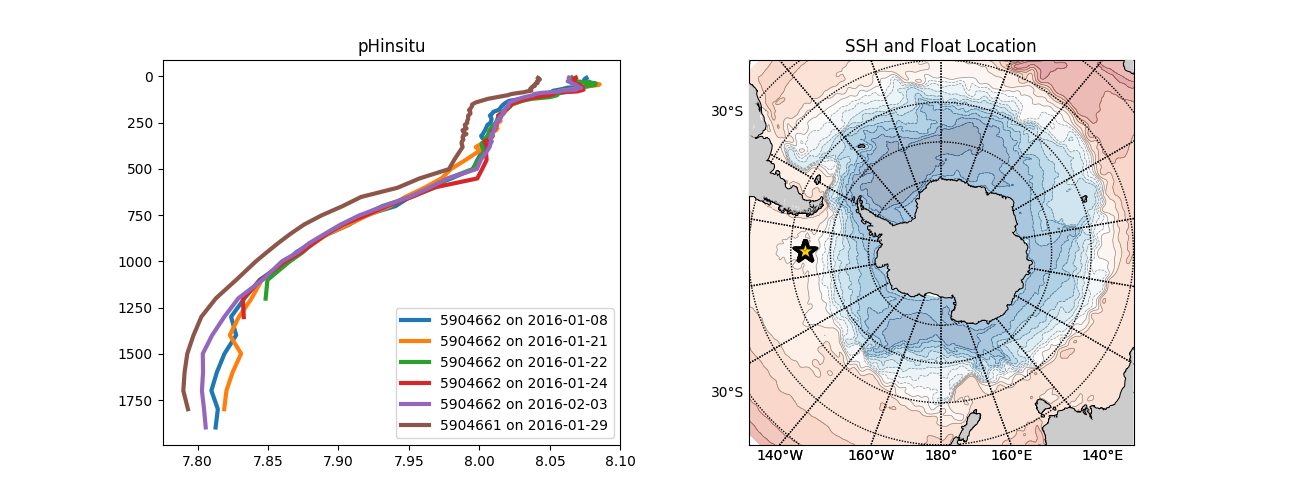 pHinsitu
0
250
500
750
1000
1250
1500
1750
7.80 7.85 7.90 7.95 8.00 8.05 8.10
5904662 on 2016-01-08
5904662 on 2016-01-21
5904662 on 2016-01-22
5904662 on 2016-01-24
5904662 on 2016-02-03
5904661 on 2016-01-29
SSH and Float Location
30°S
30°S
140°W 160°W 180° 160°E 140°E